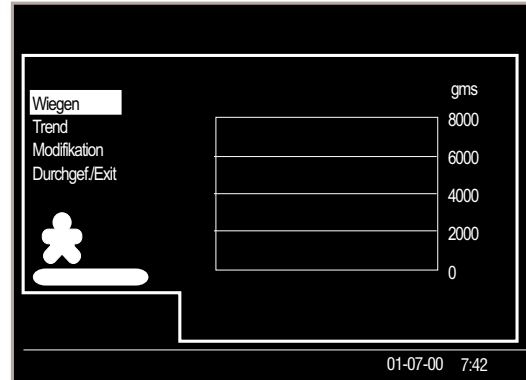 Wiegen
Trend
Modifikation
Durchgef./Exit
gms
8000
6000
4000
2000
0
01-07-00 7:42